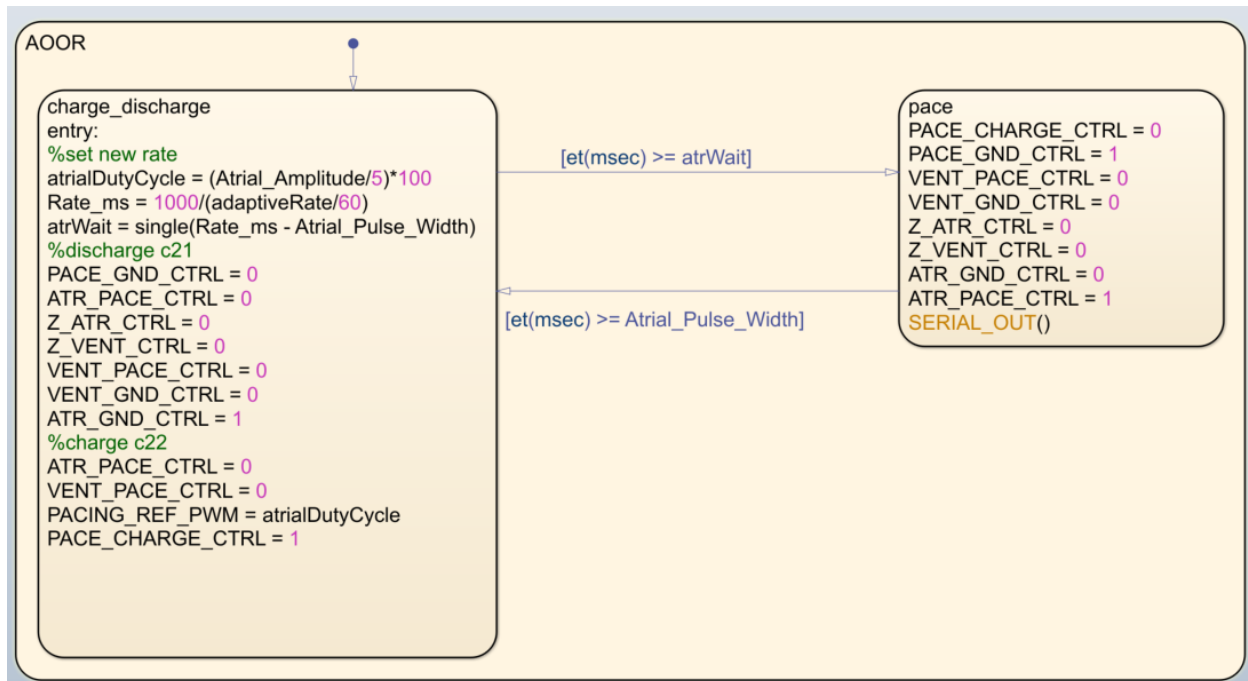 AOOR
charge_discharge
entry:
%set new rate
atrialDutyCycle = (Atrial_Amplitude/5)*100
Rate_ms = 1000/(adaptiveRate/60)
atrWait = single(Rate_ms - Atrial_Pulse_Width)
%discharge c21
PACE_GND_CTRL = 0
ATR_PACE_CTRL = 0
Z_ATR_CTRL = 0
Z_VENT_CTRL = 0
VENT_PACE_CTRL = 0
VENT_GND_CTRL = 0
ATR_GND_CTRL = 1
%charge c22
ATR_PACE_CTRL = 0
VENT_PACE_CTRL = 0
PACING_REF_PWM = atrialDutyCycle
PACE_CHARGE_CTRL = 1
[et(msec) >= atrWait]
[et(msec) >= Atrial_Pulse_Width]
pace
PACE_CHARGE_CTRL = 0
PACE_GND_CTRL = 1
VENT_PACE_CTRL = 0
VENT_GND_CTRL = 0
Z_ATR_CTRL = 0
Z_VENT_CTRL = 0
ATR_GND_CTRL = 0
ATR_PACE_CTRL = 1
SERIAL_OUT()